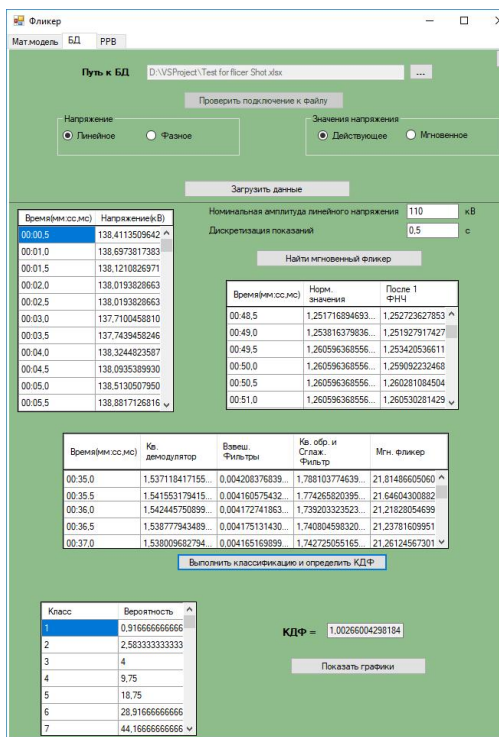 Фликер
Мат.модель БД РРВ
Путь к БД D:\VSProject\Test for flicer Shot.xlsx ...
Проверить подключение к файлу
Напряжение Значения напряжения
Линейное Фазное Действующее Мгновенное
Загрузить данные
Номинальная амплитуда линейного напряжения 110 кВ
Дискретизация показаний 0,5 с
Найти мгновенный фликер
Время(мм:сс,мс) Напряжение(кВ)
00:00,5 138,4113509642
00:01,0 138,6973817383
00:01,5 138,1210826971
00:02,0 138,0193828663
00:02,5 138,0193828663
00:03,0 137,7100458810
00:03,5 137,7439458246
00:04,0 138,3244823587
00:04,5 138,0935389930
00:05,0 138,5130507950
00:05,5 138,8817126816
Время(мм:сс,мс) Норм. значения После 1 ФНЧ
00:48,5 1,251716894693... 1,252723627853
00:49,0 1,253816379836... 1,251927917427
00:49,5 1,260596368556... 1,253420536611
00:50,0 1,260596368556... 1,259092232468
00:50,5 1,260596368556... 1,260281084504
00:51,0 1,260596368556... 1,260530281429
Время(мм:сс,мс) Кв. демодулятор Взвеш. Фильтры Кв. обр. и Сглаж. Фильтр Мгн. фликер
00:35,0 1,537118417155... 0,004208376839... 1,788103774639... 21,81486605060
00:35,5 1,541553179415... 0,004160575432... 1,774265820395... 21,64604300882
00:36,0 1,542445750899... 0,004172741863... 1,739203323523... 21,21828054699
00:36,5 1,538777943489... 0,004175131430... 1,740804598320... 21,23781609951
00:37,0 1,538009682794... 0,004165169899... 1,742725055165... 21,26124567301
Выполнить классификацию и определить КДФ
Класс Вероятность
1 0,916666666666
2 2,583333333333
3 4
4 9,75
5 18,75
6 28,91666666666
7 44,16666666666
КДФ = 1,00266004298184
Показать графики